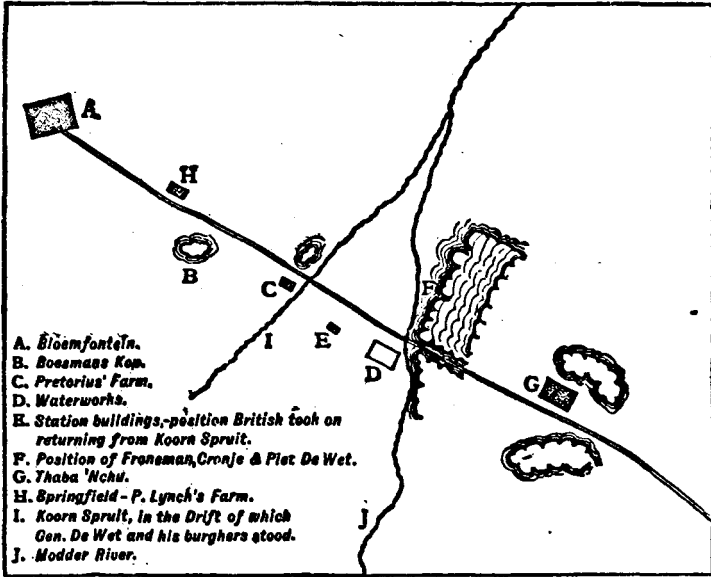 A.
H
B
C
I
E
F
D
G
J
A. Bloemfontein.
B. Boesmans Kop.
C. Pretorius' Farm.
D. Waterworks.
E. Station buildings,-position British took on
returning from Koorn Spruit.
F. Position of Froneman, Cronje & Piet De Wet.
G. Thaba 'Nchu.
H. Springfield - P. Lynch's Farm.
I. Koorn Spruit, in the Drift of which
Gen. De Wet and his burghers stood.
J. Modder River.